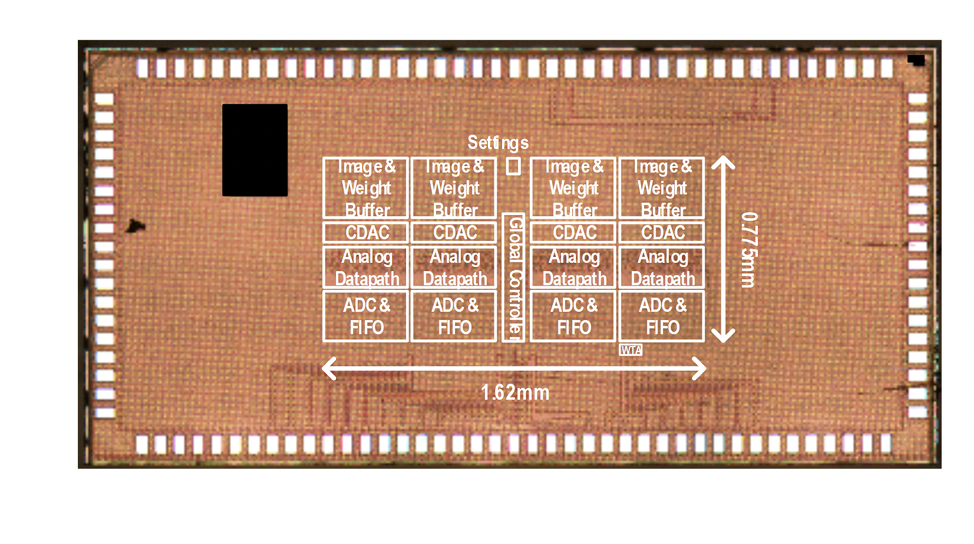 Settings
Image & Image & Image & Image &
Weight Weight Weight Weight
Buffer Buffer Buffer Buffer
CDAC CDAC CDAC CDAC
Analog Analog Analog Analog
Datapath Datapath Datapath Datapath
ADC & ADC & ADC & ADC &
FIFO FIFO FIFO FIFO
Global Controller
WTA
0.775mm
1.62mm